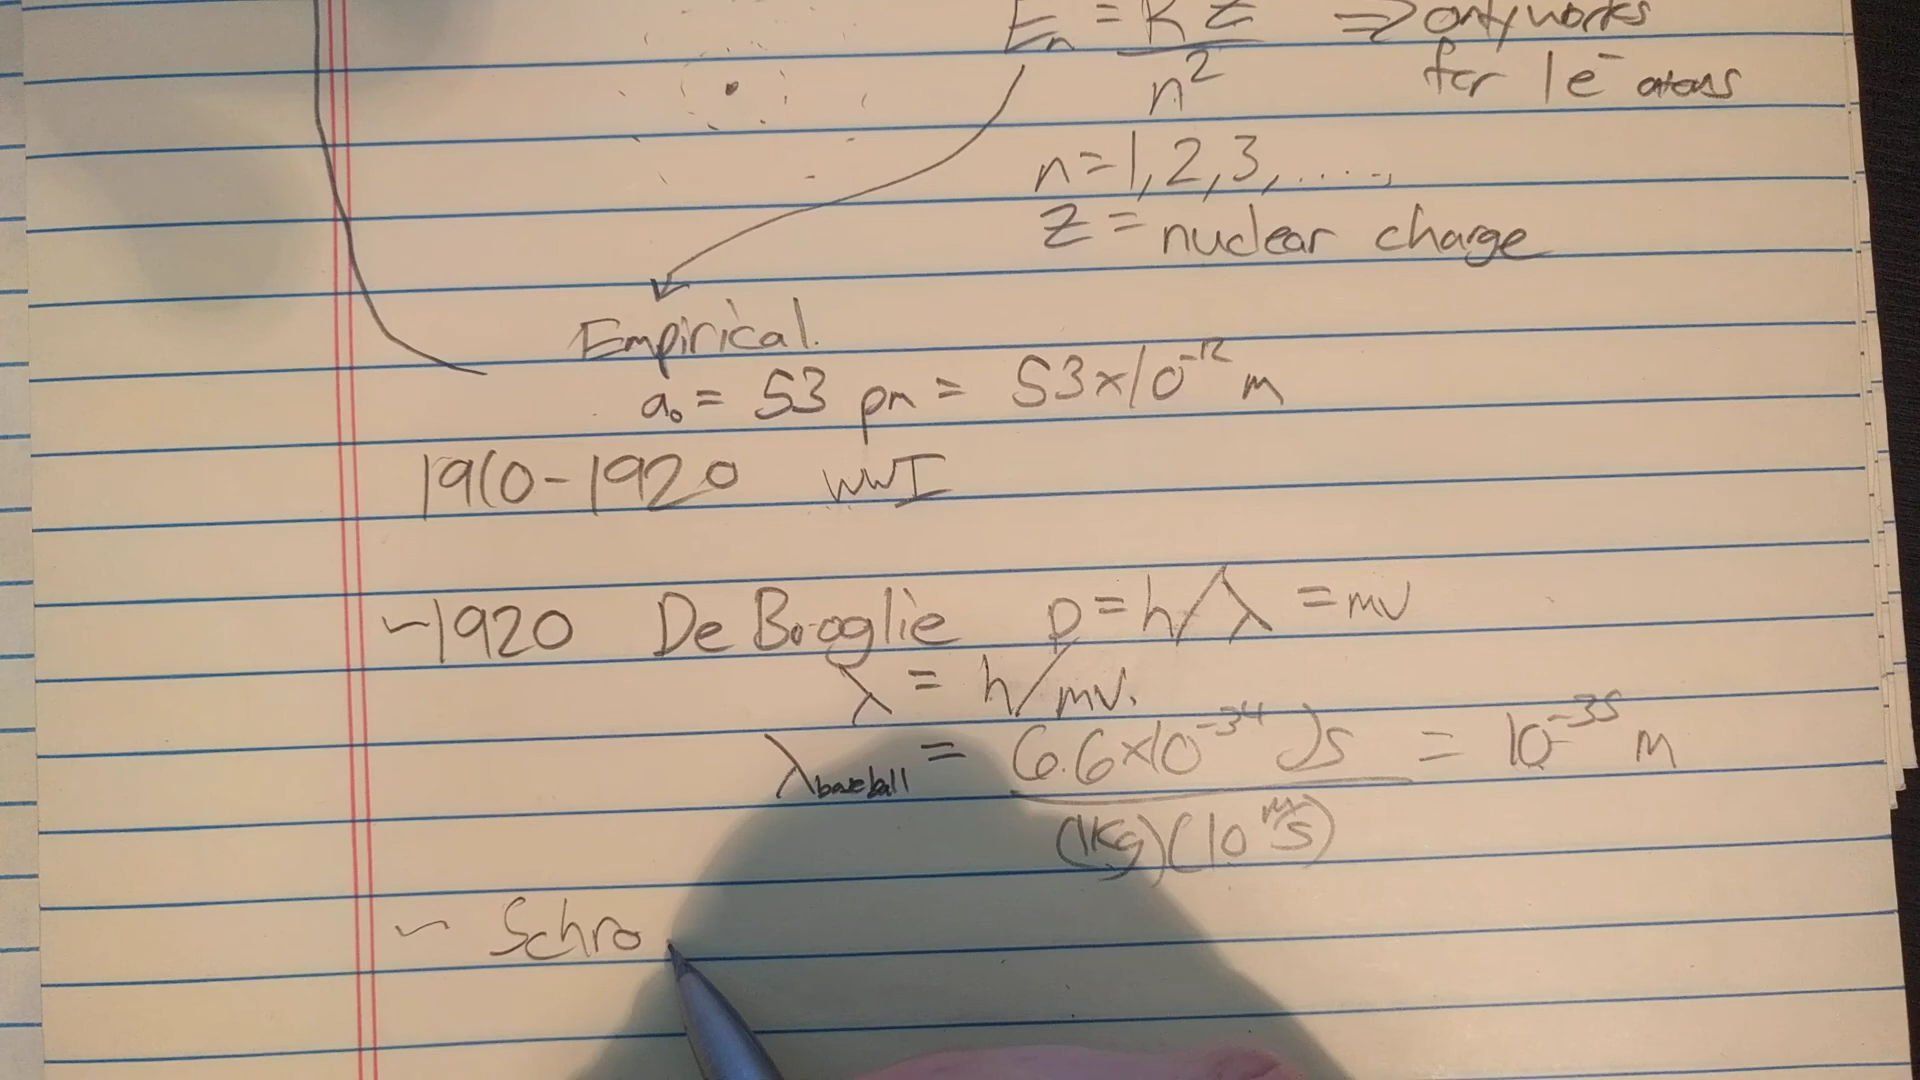 En = R Z ⇒ only works
n² for 1e⁻ atoms
n=1,2,3,.....
Z = nuclear charge
Empirical.
a₀ = 53 pm = 53×10⁻¹² m
1910-1920 WWI
~1920 De Broglie p=h/λ =mv
λ = h/mv.
λbaseball = 6.6×10⁻³⁴ Js = 10⁻³⁵ m
(1Kg)(10 m/s)
~ Schro